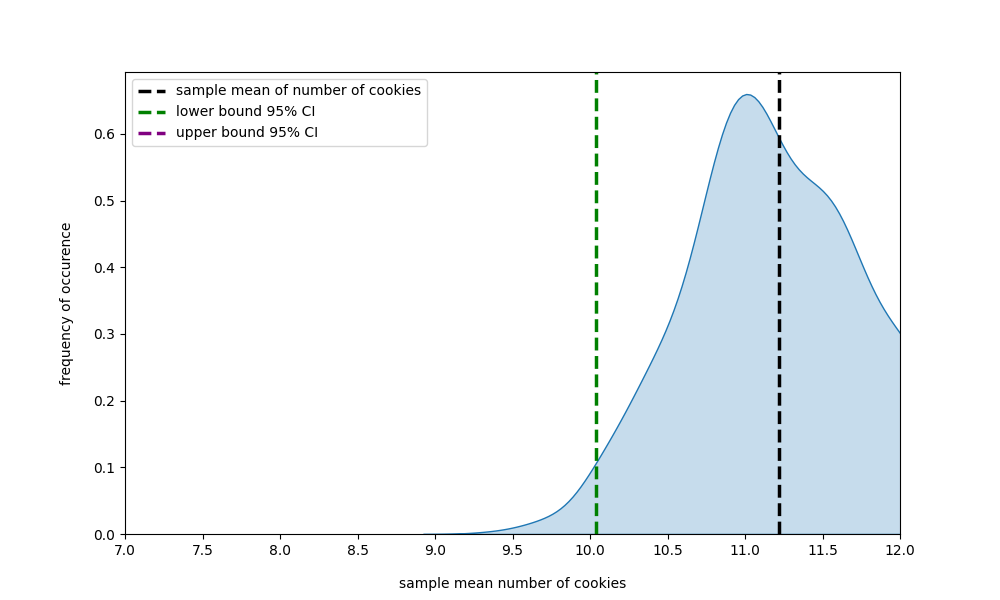 sample mean of number of cookies
lower bound 95% CI
upper bound 95% CI
0.6
0.5
0.4
0.3
0.2
0.1
0.0
frequency of occurence
7.0 7.5 8.0 8.5 9.0 9.5 10.0 10.5 11.0 11.5 12.0
sample mean number of cookies